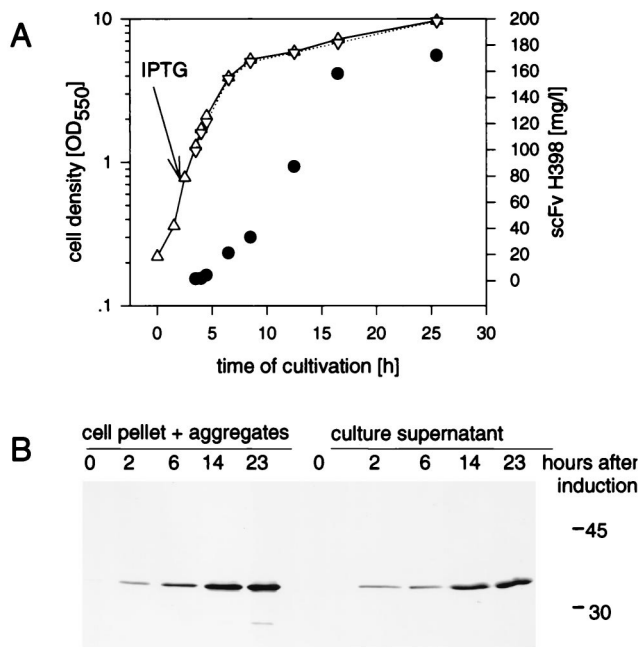 A
IPTG
cell density [OD550]
10
1
.1
200
180
160
140
120
100
80
60
40
20
0
scFv H398 [mg/l]
0 5 10 15 20 25 30
time of cultivation [h]
B
cell pellet + aggregates culture supernatant
0 2 6 14 23 0 2 6 14 23 hours after
induction
-45
-30